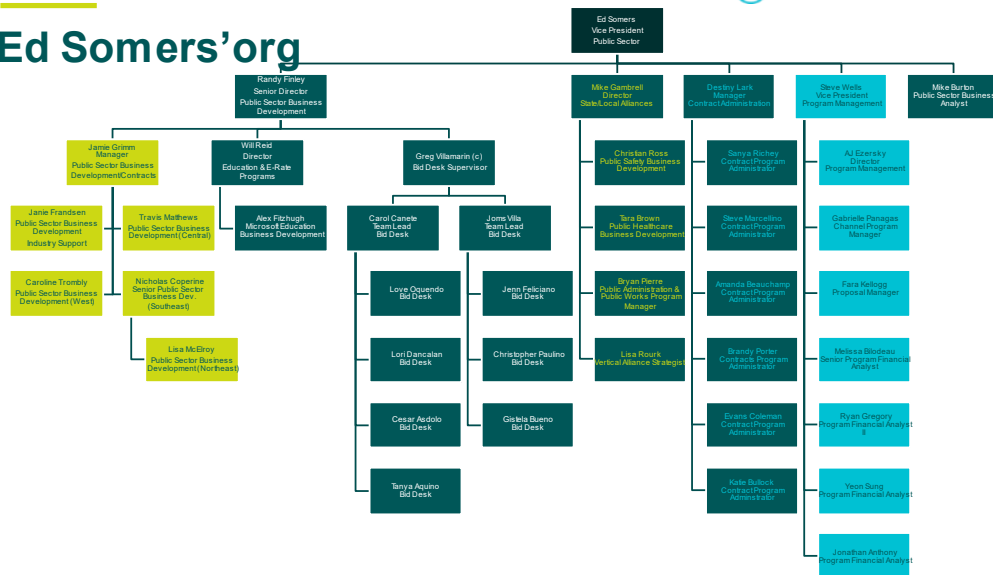 Ed Somers'org
Ed Somers
Vice President
Public Sector
Randy Finley
Senior Director
Public Sector Business
Development
Mike Gambrell
Director
State/Local Alliances
Destiny Lark
Manager
Contract Administration
Steve Wells
Vice President
Program Management
Mike Burton
Public Sector Business
Analyst
Jamie Grimm
Manager
Public Sector Business
Development/Contracts
Will Reid
Director
Education & E-Rate
Programs
Greg Villamarin (c)
Bid Desk Supervisor
Christian Ross
Public Safety Business
Development
Sanya Richey
Contract Program
Administrator
AJ Ezersky
Director
Program Management
Janie Frandsen
Public Sector Business
Development
Industry Support
Travis Matthews
Public Sector Business
Development (Central)
Alex Fitzhugh
Microsoft Education
Business Development
Carol Canete
Team Lead
Bid Desk
Joms Villa
Team Lead
Bid Desk
Tara Brown
Public Healthcare
Business Development
Steve Marcellino
Contract Program
Administrator
Gabrielle Panagas
Channel Program
Manager
Caroline Trombly
Public Sector Business
Development (West)
Nicholas Coperine
Senior Public Sector
Business Dev.
(Southeast)
Love Oquendo
Bid Desk
Jenn Feliciano
Bid Desk
Bryan Pierre
Public Administration &
Public Works Program
Manager
Amanda Beauchamp
Contract Program
Administrator
Fara Kellogg
Proposal Manager
Lisa McElroy
Public Sector Business
Development (Northeast)
Lori Dancalan
Bid Desk
Christopher Paulino
Bid Desk
Lisa Rourk
Vertical Alliance Strategist
Brandy Porter
Contracts Program
Administrator
Melissa Bilodeau
Senior Program Financial
Analyst
Cesar Asdolo
Bid Desk
Gistela Bueno
Bid Desk
Evans Coleman
Contract Program
Administrator
Ryan Gregory
Program Financial Analyst
II
Tanya Aquino
Bid Desk
Katie Bullock
Contract Program
Administrator
Yeon Sung
Program Financial Analyst
Jonathan Anthony
Program Financial Analyst